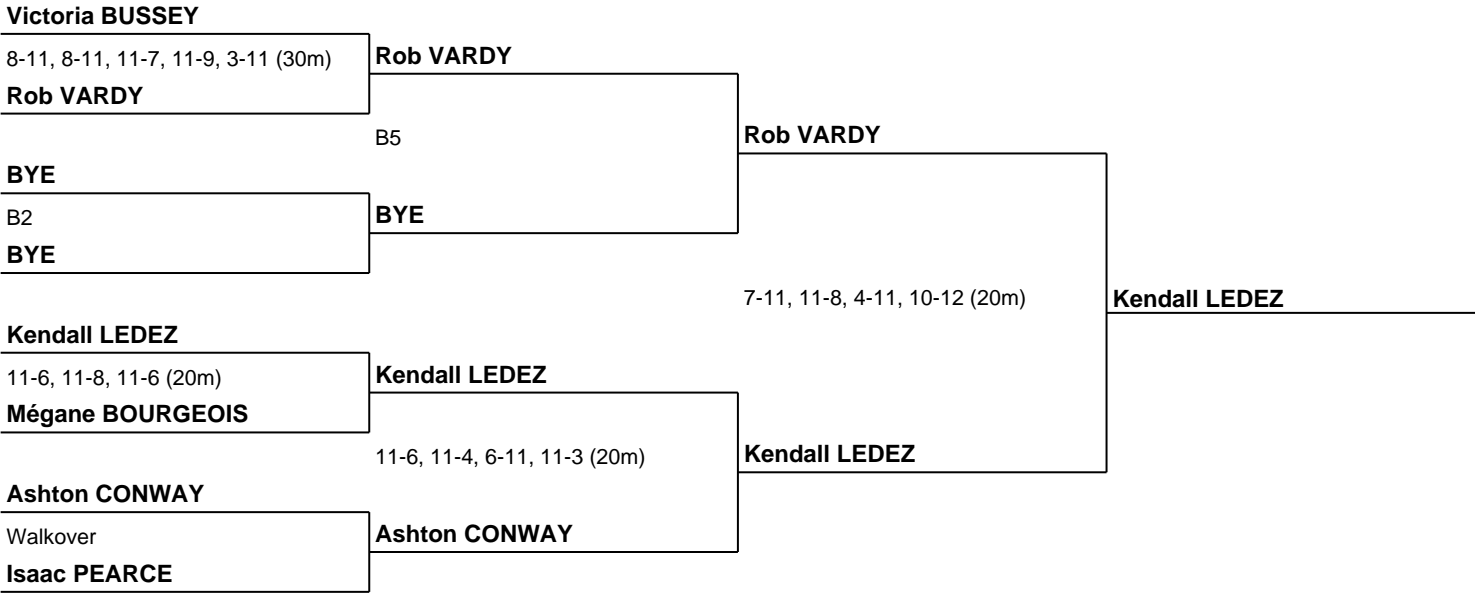 Victoria BUSSEY
8-11, 8-11, 11-7, 11-9, 3-11 (30m)
Rob VARDY
Rob VARDY
B5
Rob VARDY
BYE
B2
BYE
BYE
7-11, 11-8, 4-11, 10-12 (20m)
Kendall LEDEZ
Kendall LEDEZ
11-6, 11-8, 11-6 (20m)
Kendall LEDEZ
Mégane BOURGEOIS
11-6, 11-4, 6-11, 11-3 (20m)
Kendall LEDEZ
Ashton CONWAY
Walkover
Ashton CONWAY
Isaac PEARCE